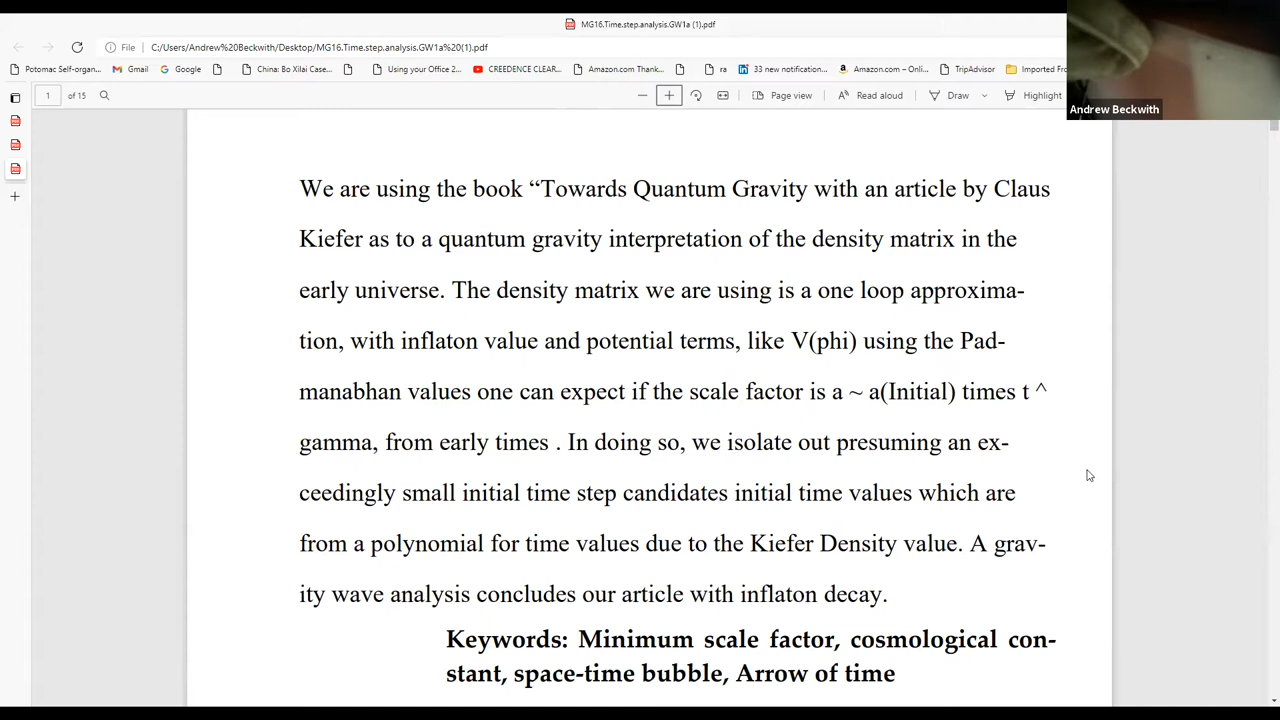 MG16.Time.step.analysis.GW1a (1).pdf
File C:/Users/Andrew%20Beckwith/Desktop/MG16.Time.step.analysis.GW1a%20(1).pdf
Potomac Self-organ... Gmail Google China: Bo Xilai Case... Using your Office 2... CREEDENCE CLEAR... Amazon.com Thank... ra 33 new notification... Amazon.com – Onli... TripAdvisor Imported From
1 of 15 Page view Read aloud Draw Highlight
Andrew Beckwith
We are using the book “Towards Quantum Gravity with an article by Claus
Kiefer as to a quantum gravity interpretation of the density matrix in the
early universe. The density matrix we are using is a one loop approxima-
tion, with inflaton value and potential terms, like V(phi) using the Pad-
manabhan values one can expect if the scale factor is a ~ a(Initial) times t ^
gamma, from early times . In doing so, we isolate out presuming an ex-
ceedingly small initial time step candidates initial time values which are
from a polynomial for time values due to the Kiefer Density value. A grav-
ity wave analysis concludes our article with inflaton decay.
Keywords: Minimum scale factor, cosmological con-
stant, space-time bubble, Arrow of time